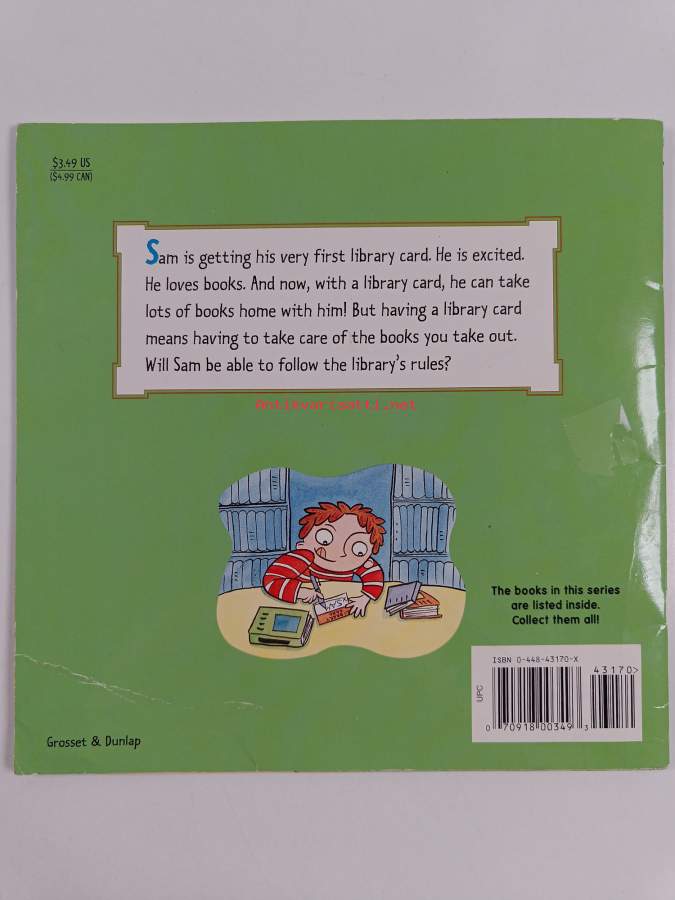 $3.49 US
($4.99 CAN)
Sam is getting his very first library card. He is excited.
He loves books. And now, with a library card, he can take
lots of books home with him! But having a library card
means having to take care of the books you take out.
Will Sam be able to follow the library's rules?
Antikvariaatti.net
The books in this series
are listed inside.
Collect them all!
ISBN 0-448-43170-X
43170>
UPC
0 70918 00349 3
Grosset & Dunlap